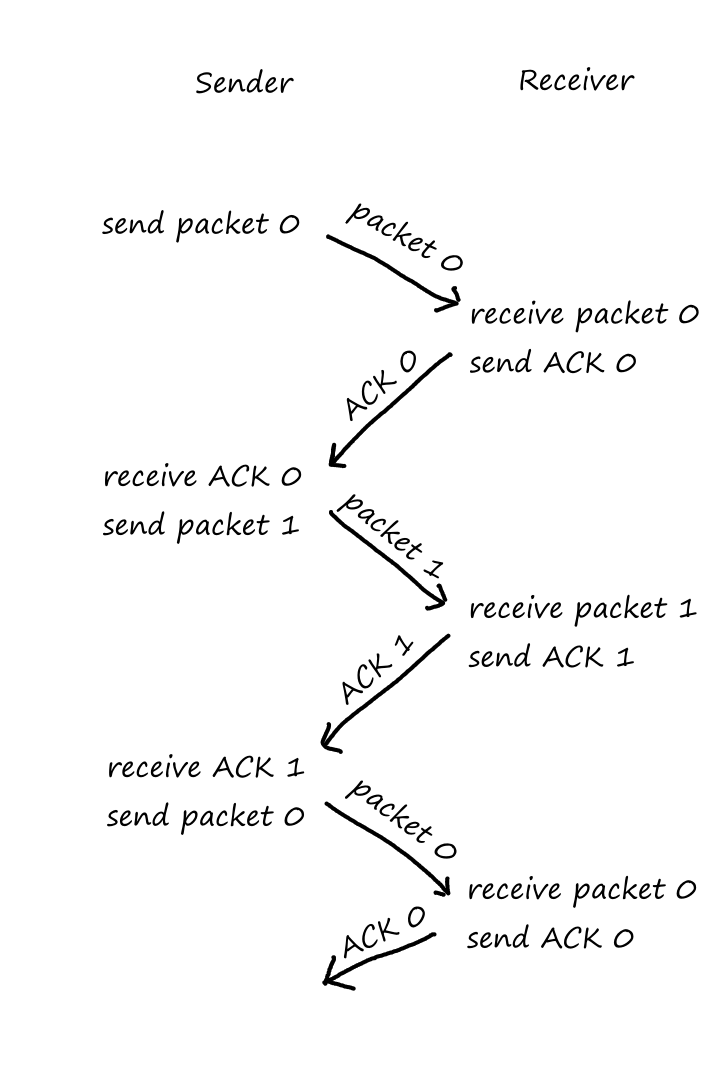 Sender
Receiver
send packet 0
packet 0
receive packet 0
send ACK 0
ACK 0
receive ACK 0
send packet 1
packet 1
receive packet 1
send ACK 1
ACK 1
receive ACK 1
send packet 0
packet 0
receive packet 0
send ACK 0
ACK 0